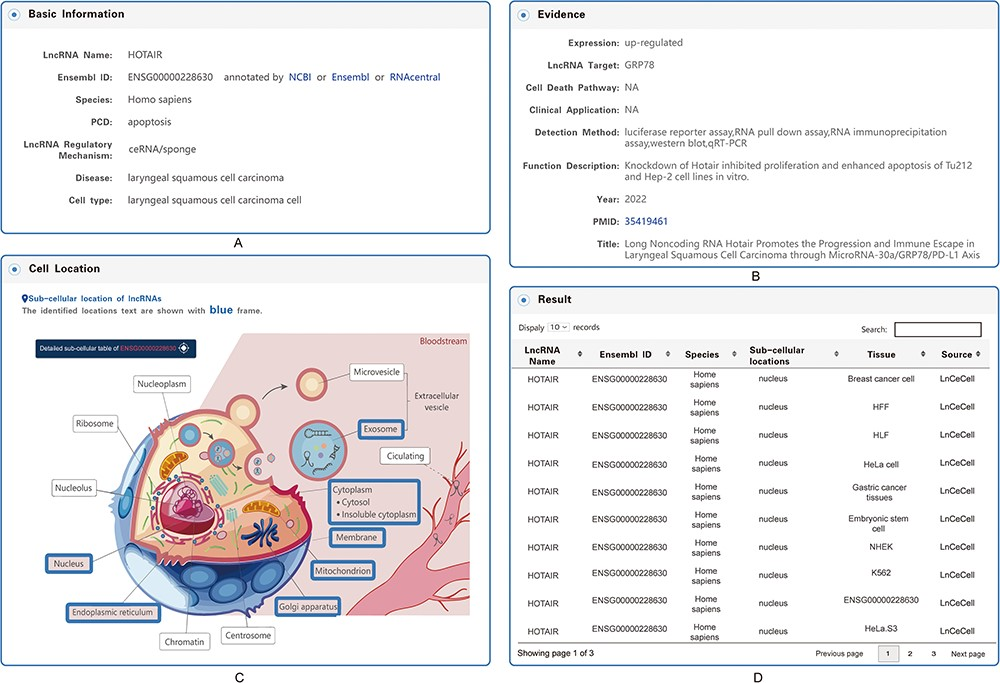 Basic Information
LncRNA Name: HOTAIR
Ensembl ID: ENSG00000228630 annotated by NCBI or Ensembl or RNAcentral
Species: Homo sapiens
PCD: apoptosis
LncRNA Regulatory
Mechanism: ceRNA/sponge
Disease: laryngeal squamous cell carcinoma
Cell type: laryngeal squamous cell carcinoma cell
A
Evidence
Expression: up-regulated
LncRNA Target: GRP78
Cell Death Pathway: NA
Clinical Application: NA
Detection Method: luciferase reporter assay,RNA pull down assay,RNA immunoprecipitation
assay,western blot,qRT-PCR
Function Description: Knockdown of Hotair inhibited proliferation and enhanced apoptosis of Tu212
and Hep-2 cell lines in vitro.
Year: 2022
PMID: 35419461
Title: Long Noncoding RNA Hotair Promotes the Progression and Immune Escape in
Laryngeal Squamous Cell Carcinoma through MicroRNA-30a/GRP78/PD-L1 Axis
B
Cell Location
Sub-cellular location of lncRNAs
The identified locations text are shown with blue frame.
Detailed sub-cellular table of ENSG00000228630
Bloodstream
Nucleoplasm
Microvesicle
Extracellular
vesicle
Ribosome
Exosome
Ciculating
Nucleolus
Cytoplasm
• Cytosol
• Insoluble cytoplasm
Membrane
Nucleus
Mitochondrion
Endoplasmic reticulum
Golgi apparatus
Chromatin
Centrosome
C
Result
Dispaly 10 records
Search:
LncRNA
Name
Ensembl ID
Species
Sub-cellular
locations
Tissue
Source
HOTAIR ENSG00000228630 Home
sapiens nucleus Breast cancer cell LnCeCell
HOTAIR ENSG00000228630 Home
sapiens nucleus HFF LnCeCell
HOTAIR ENSG00000228630 Home
sapiens nucleus HLF LnCeCell
HOTAIR ENSG00000228630 Home
sapiens nucleus HeLa cell LnCeCell
HOTAIR ENSG00000228630 Home
sapiens nucleus Gastric cancer
tissues LnCeCell
HOTAIR ENSG00000228630 Home
sapiens nucleus Embryonic stem
cell LnCeCell
HOTAIR ENSG00000228630 Home
sapiens nucleus NHEK LnCeCell
HOTAIR ENSG00000228630 Home
sapiens nucleus K562 LnCeCell
HOTAIR ENSG00000228630 Home
sapiens nucleus ENSG00000228630 LnCeCell
HOTAIR ENSG00000228630 Home
sapiens nucleus HeLa.S3 LnCeCell
Showing page 1 of 3
Previous page 1 2 3 Next page
D